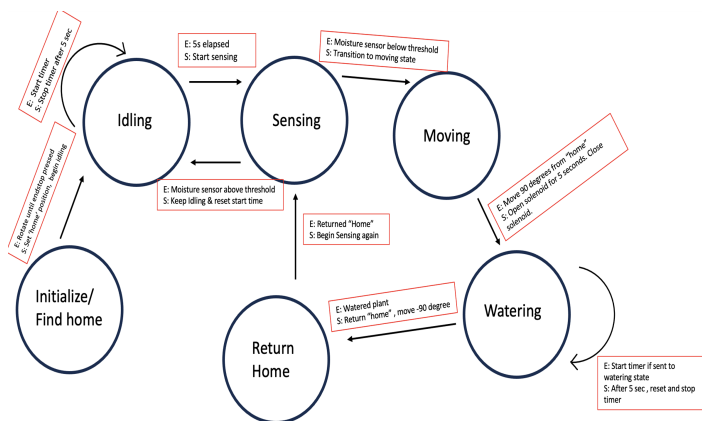 E: Start timer
S: Stop timer after 5 sec
E: 5s elapsed
S: Start sensing
E: Moisture sensor below threshold
S: Transition to moving state
Idling
Sensing
Moving
E: Rotate until endstop pressed
S: Set 'home' position, begin idling
E: Moisture sensor above threshold
S: Keep Idling & reset start time
E: Move 90 degrees from "home"
S: Open solenoid for 5 seconds. Close
solenoid.
E: Returned "Home"
S: Begin Sensing again
Initialize/
Find home
E: Watered plant
S: Return "home" , move -90 degree
Watering
Return
Home
E: Start timer if sent to
watering state
S: After 5 sec , reset and stop
timer